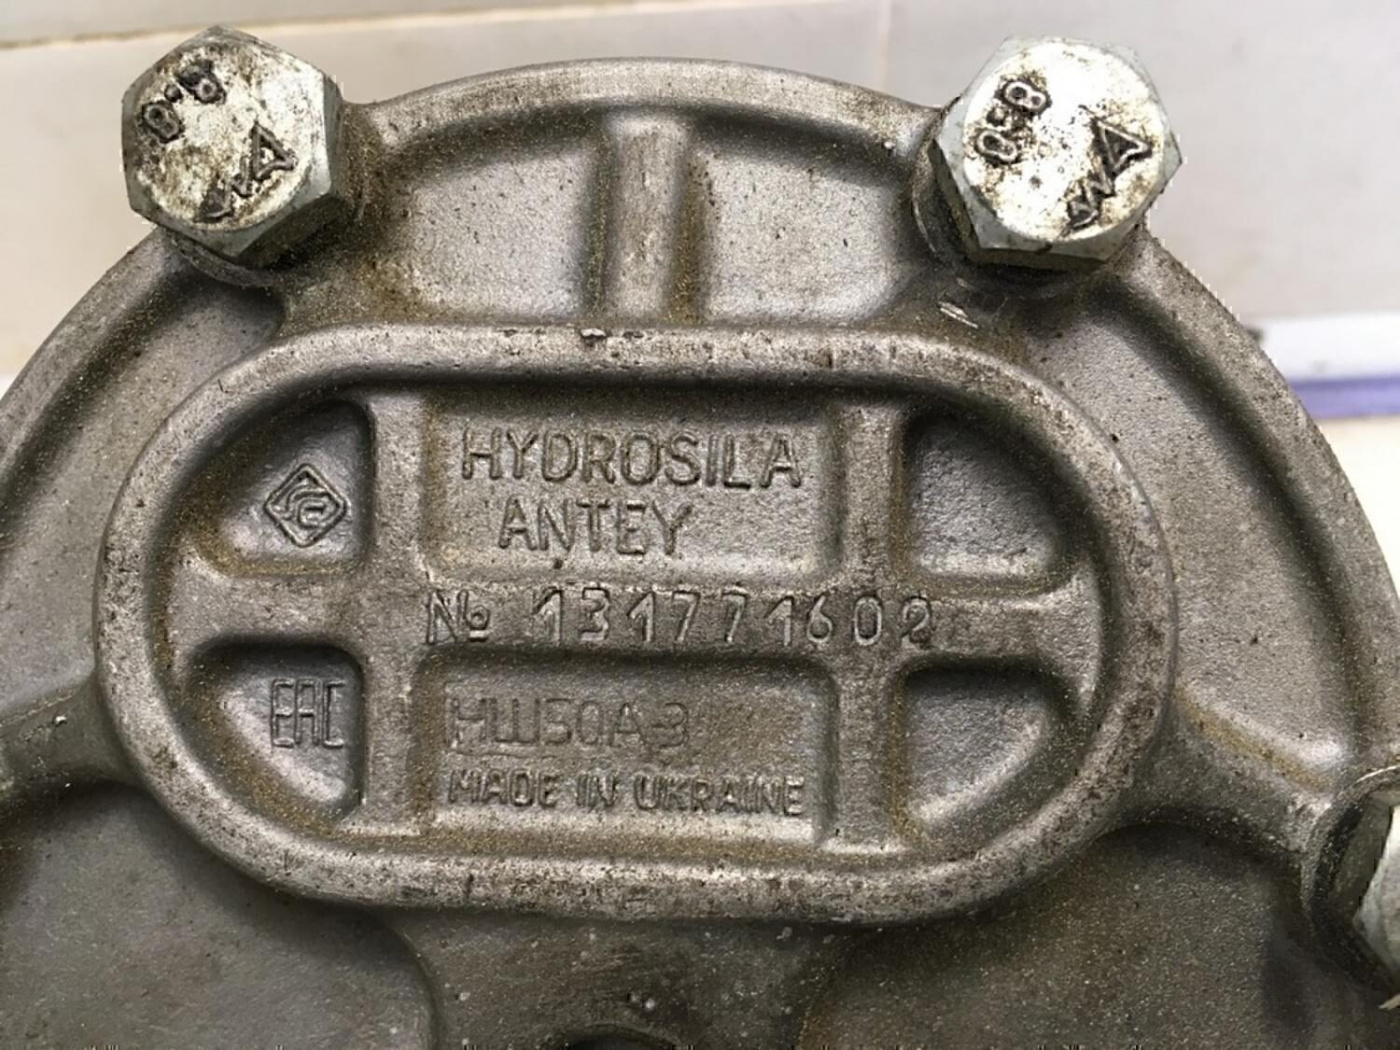 8.8
8.8
HYDROSILA
ANTEY
№ 131771602
EAC
НШ50А-3
MADE IN UKRAINE